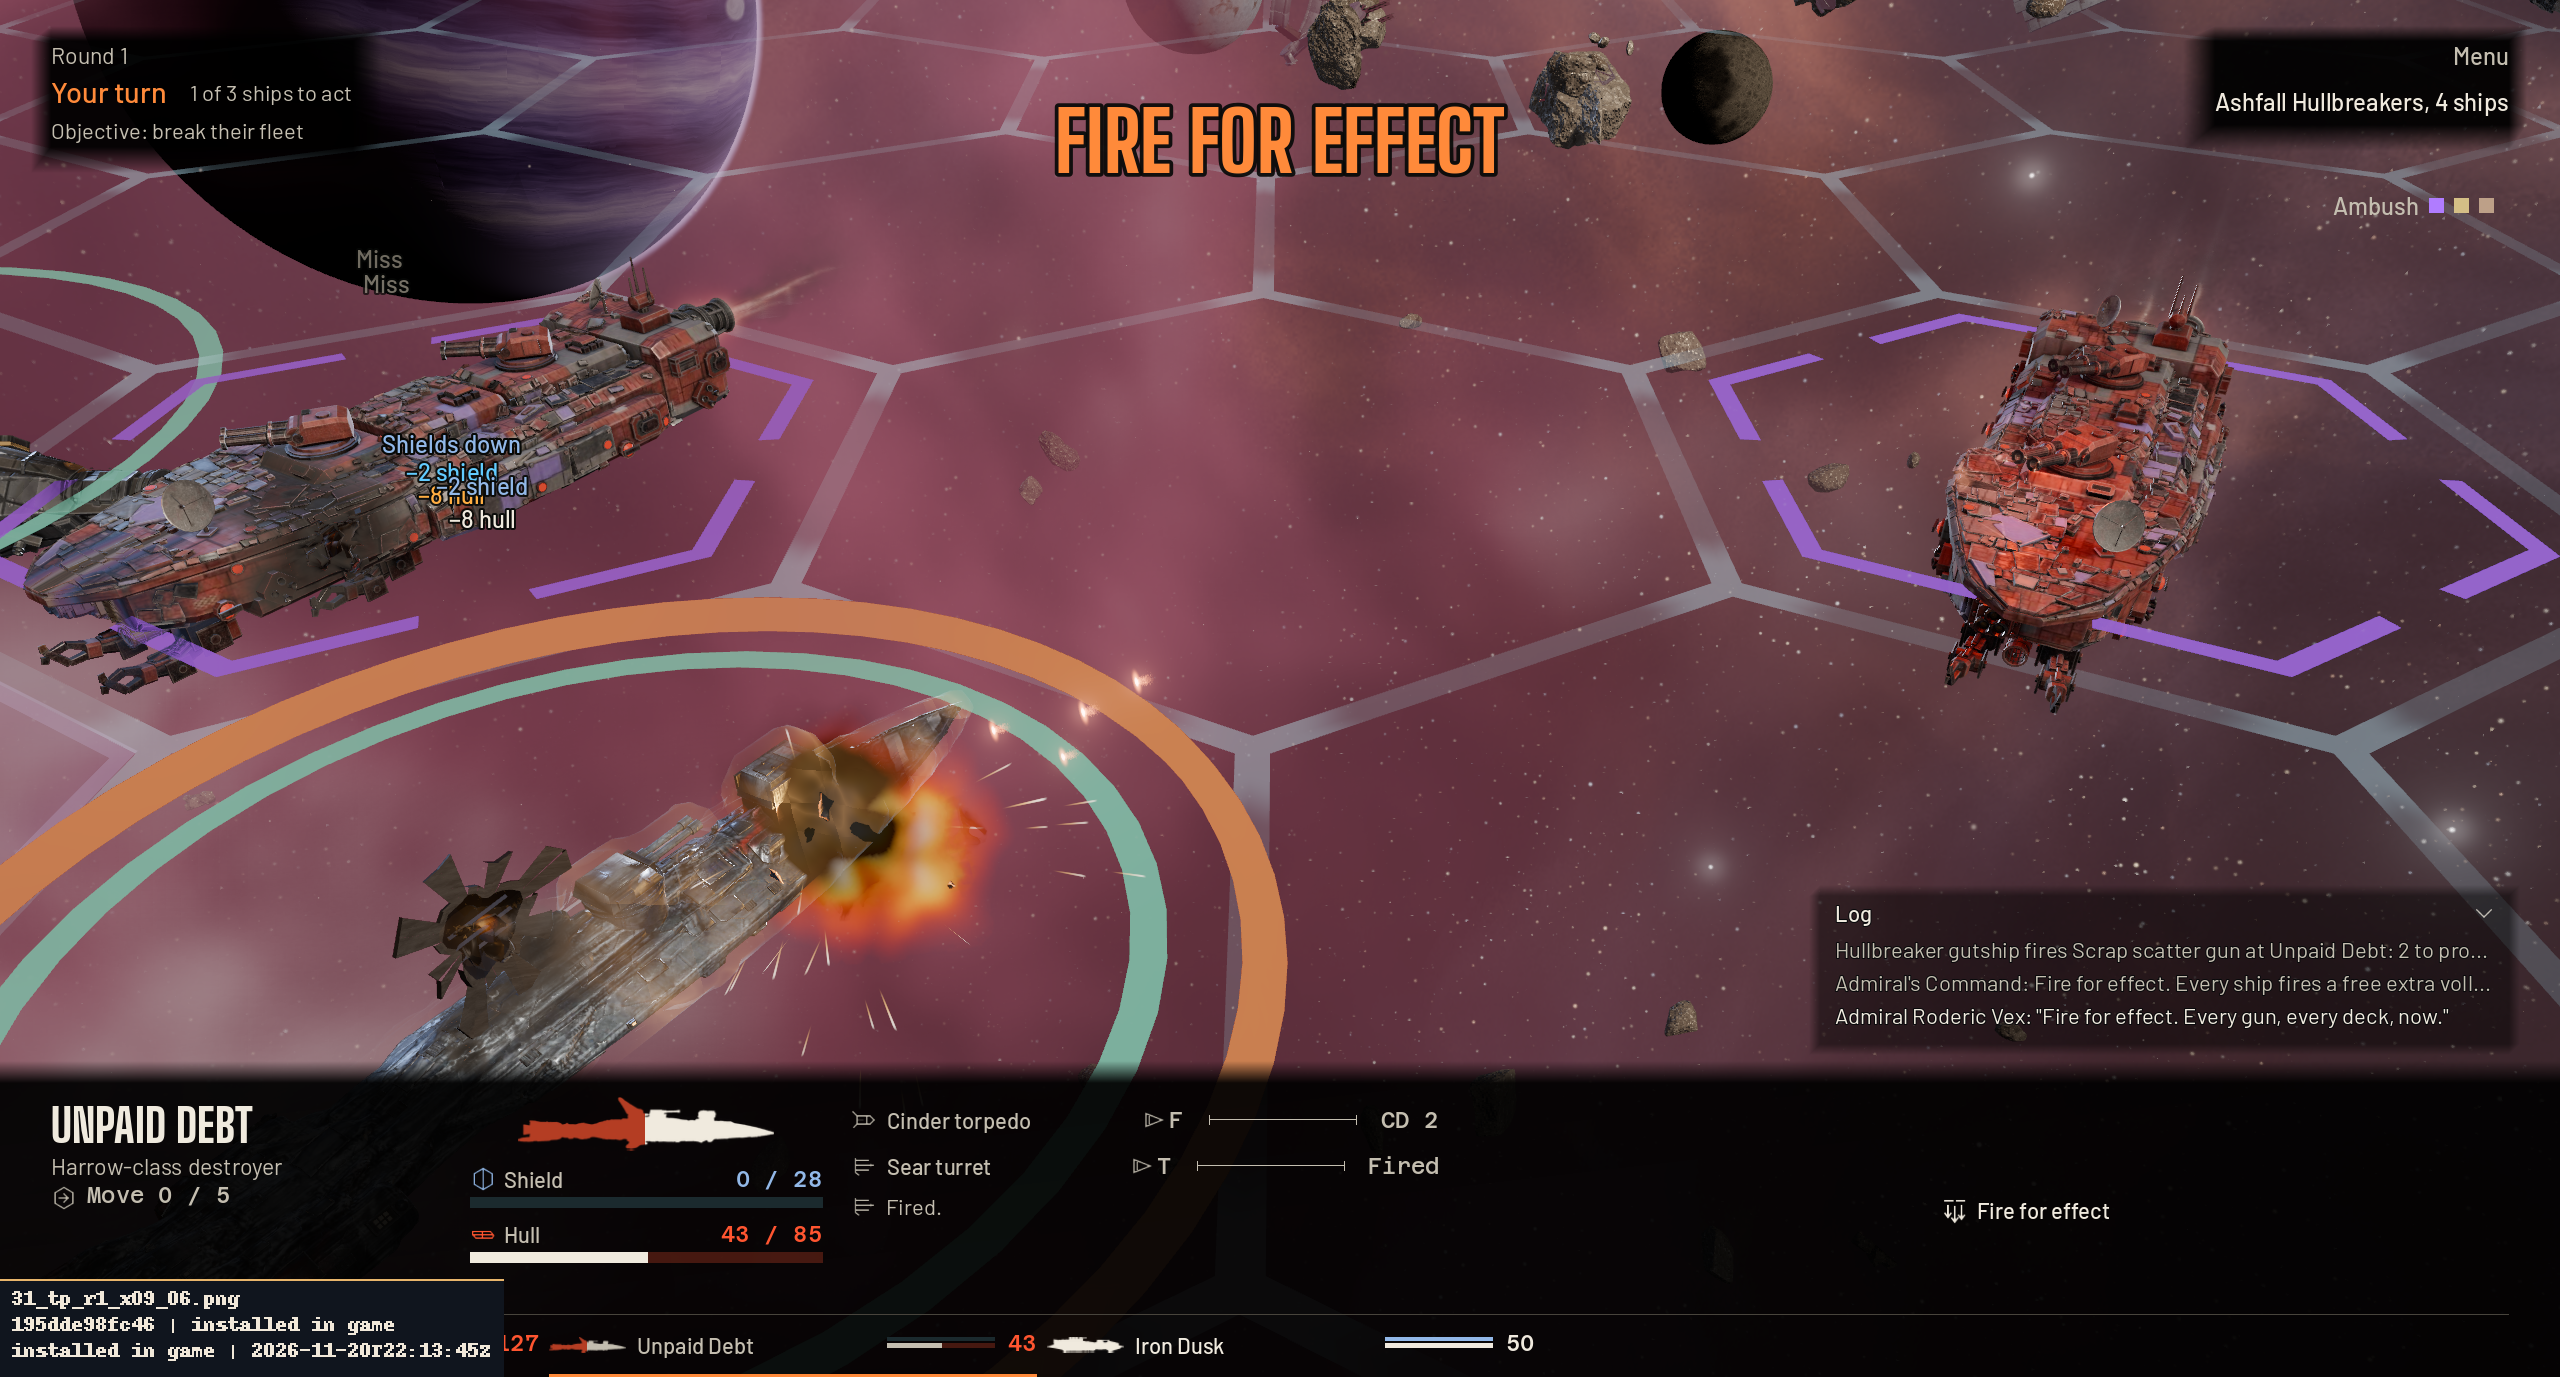 Round 1
Your turn 1 of 3 ships to act
Objective: break their fleet
FIRE FOR EFFECT
Menu
Ashfall Hullbreakers, 4 ships
Ambush
Miss
Miss
Shields down
−2 shield
−2 shield
−8 hull
−8 hull
Log
Hullbreaker gutship fires Scrap scatter gun at Unpaid Debt: 2 to pro...
Admiral's Command: Fire for effect. Every ship fires a free extra voll...
Admiral Roderic Vex: "Fire for effect. Every gun, every deck, now."
UNPAID DEBT
Harrow-class destroyer
Move 0 / 5
Shield 0 / 28
Hull 43 / 85
Cinder torpedo F CD 2
Sear turret T Fired
Fired.
Fire for effect
31_tp_r1_x09_06.png
195dde98fc46 | installed in game
installed in game | 2026-11-20T22:13:45Z
127 Unpaid Debt 43 Iron Dusk 50